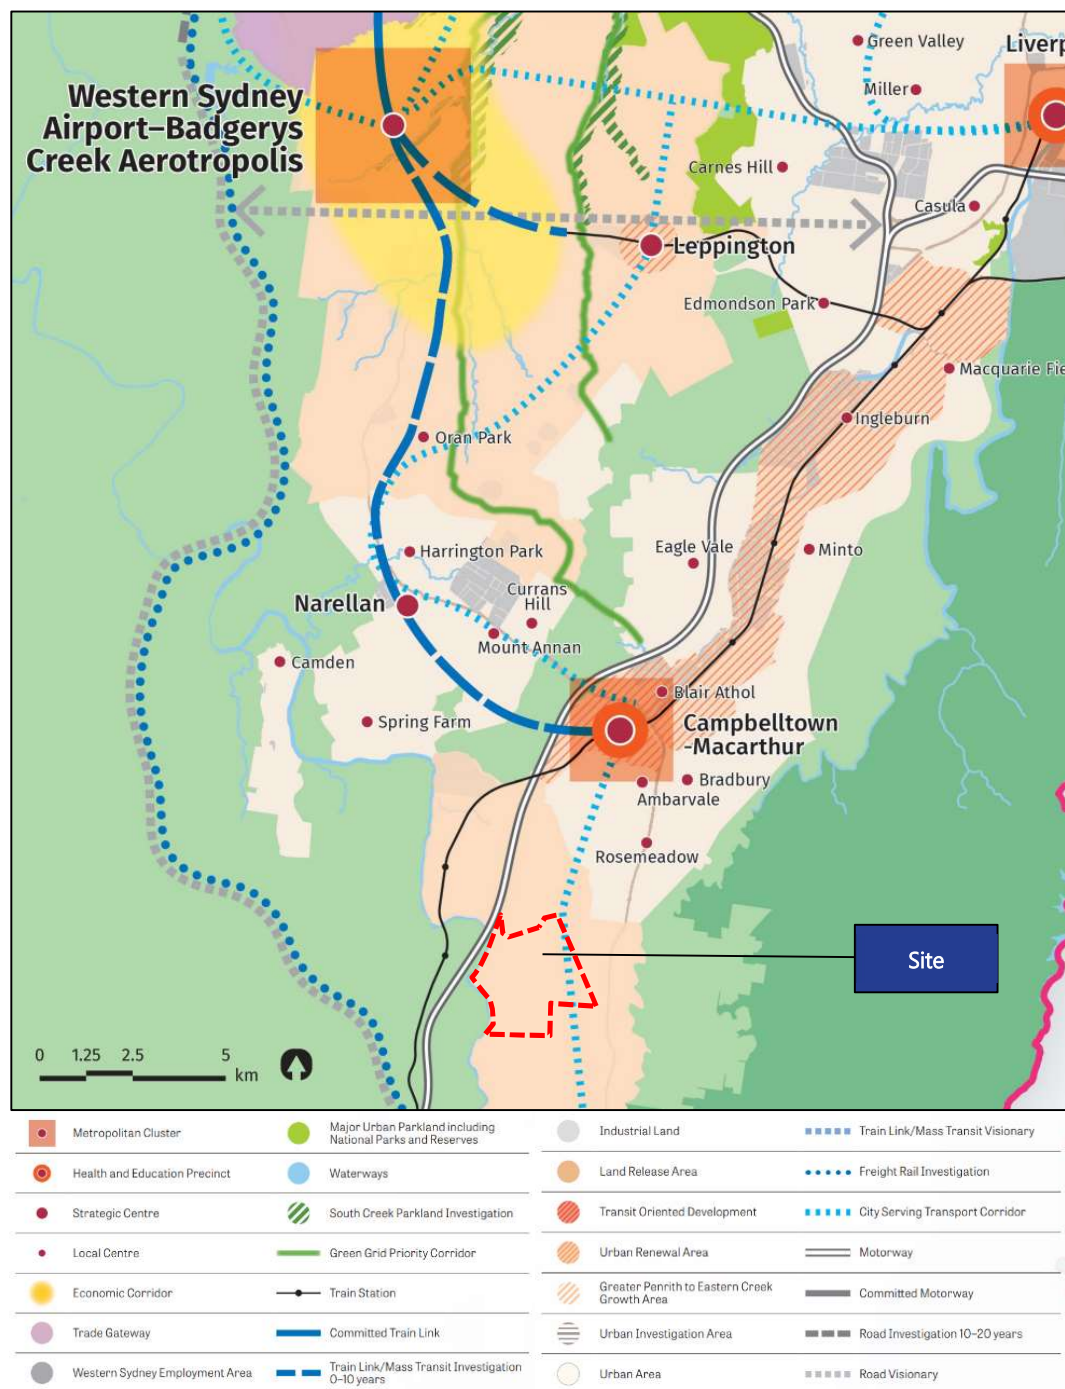 Green Valley
Liverp
Miller
Western Sydney
Airport–Badgerys
Creek Aerotropolis
Carnes Hill
Casula
Leppington
Edmondson Park
Macquarie Fie
Ingleburn
Oran Park
Eagle Vale
Minto
Harrington Park
Currans
Hill
Narellan
Mount Annan
Camden
Blair Athol
Spring Farm
Campbelltown
-Macarthur
Bradbury
Ambarvale
Rosemeadow
Site
0 1.25 2.5 5
km
Metropolitan Cluster
Health and Education Precinct
Strategic Centre
Local Centre
Economic Corridor
Trade Gateway
Western Sydney Employment Area
Major Urban Parkland including
National Parks and Reserves
Waterways
South Creek Parkland Investigation
Green Grid Priority Corridor
Train Station
Committed Train Link
Train Link/Mass Transit Investigation
0–10 years
Industrial Land
Land Release Area
Transit Oriented Development
Urban Renewal Area
Greater Penrith to Eastern Creek
Growth Area
Urban Investigation Area
Urban Area
Train Link/Mass Transit Visionary
Freight Rail Investigation
City Serving Transport Corridor
Motorway
Committed Motorway
Road Investigation 10–20 years
Road Visionary